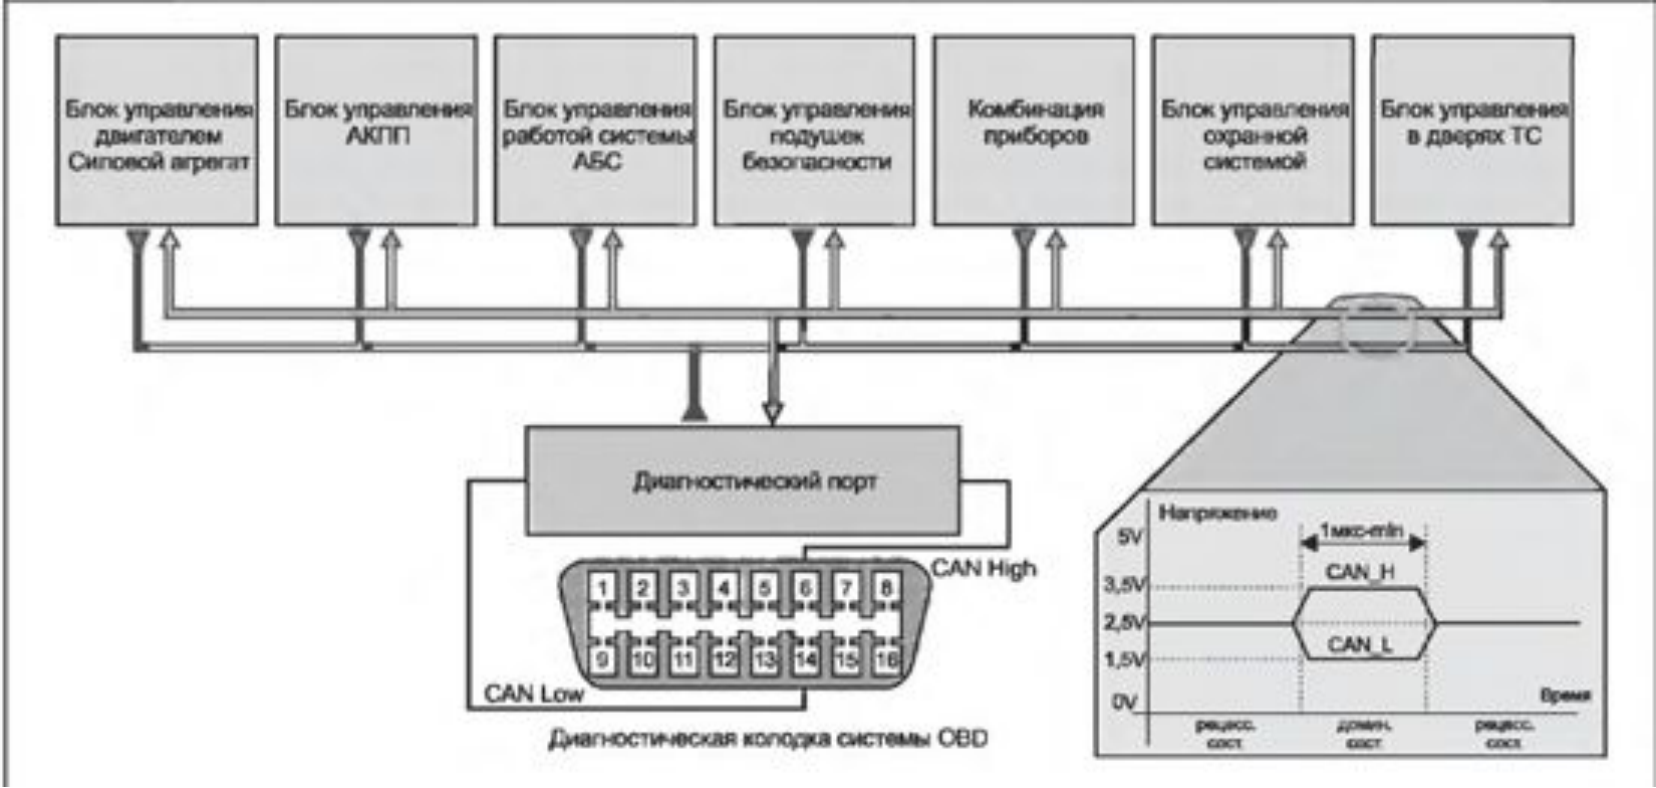 Блок управления
двигателем
Силовой агрегат
Блок управления
АКПП
Блок управления
работой системы
АБС
Блок управления
подушек
безопасности
Комбинация
приборов
Блок управления
охранной
системой
Блок управления
в дверях ТС
Диагностический порт
CAN High
1 2 3 4 5 6 7 8
9 10 11 12 13 14 15 16
CAN Low
Диагностическая колодка системы OBD
Напряжение
5V
1мкс-min
3,5V
CAN_H
2,5V
CAN_L
1,5V
0V
Время
рецесс.
сост.
домин.
сост.
рецесс.
сост.